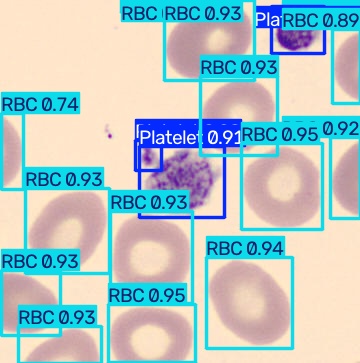 RBC RBC 0.93
Pla RBC 0.89
RBC 0.93
RBC 0.74
Platelet 0.91 RBC 0.95 0.92
RBC 0.93
RBC 0.93
RBC 0.94
RBC 0.93
RBC 0.95
RBC 0.93